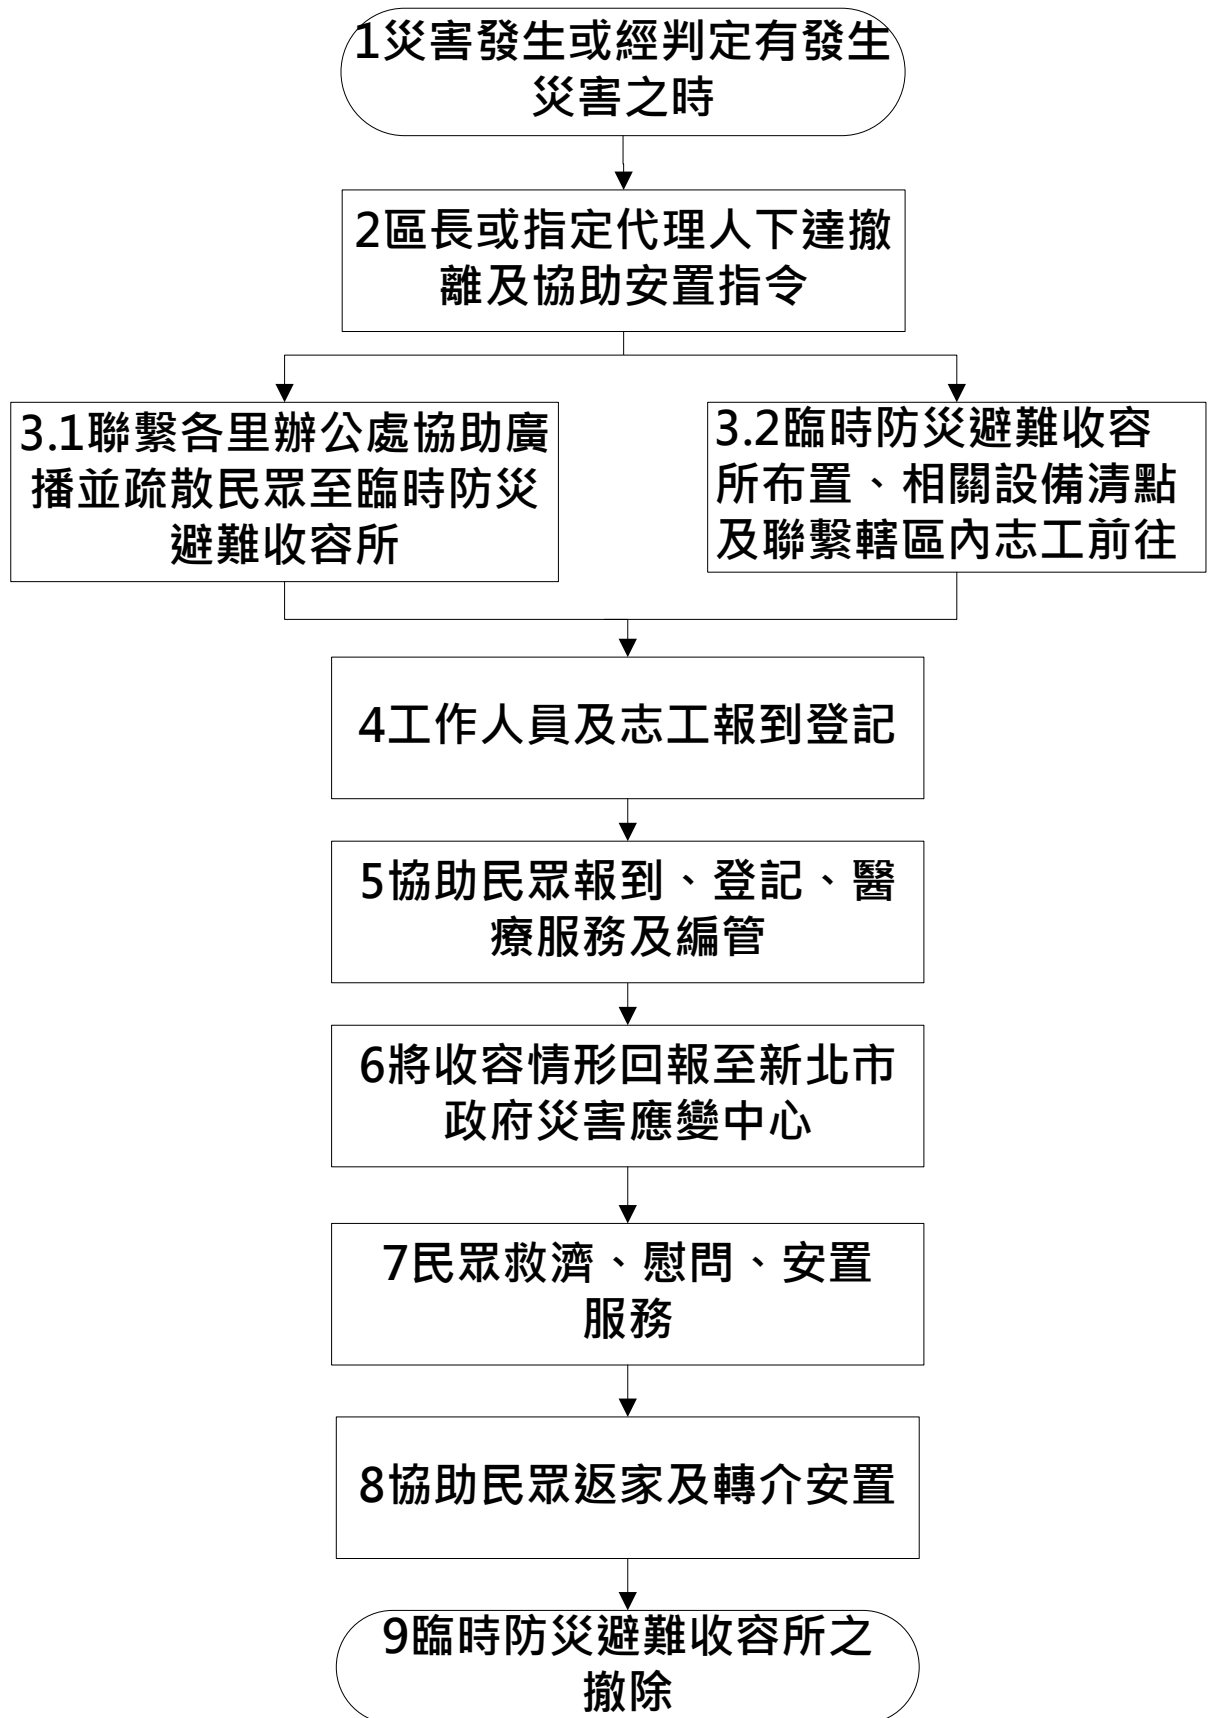 1災害發生或經判定有發生
災害之時
2區長或指定代理人下達撤
離及協助安置指令
3.1聯繫各里辦公處協助廣
播並疏散民眾至臨時防災
避難收容所
3.2臨時防災避難收容
所布置、相關設備清點
及聯繫轄區內志工前往
4工作人員及志工報到登記
5協助民眾報到、登記、醫
療服務及編管
6將收容情形回報至新北市
政府災害應變中心
7民眾救濟、慰問、安置
服務
8協助民眾返家及轉介安置
9臨時防災避難收容所之
撤除